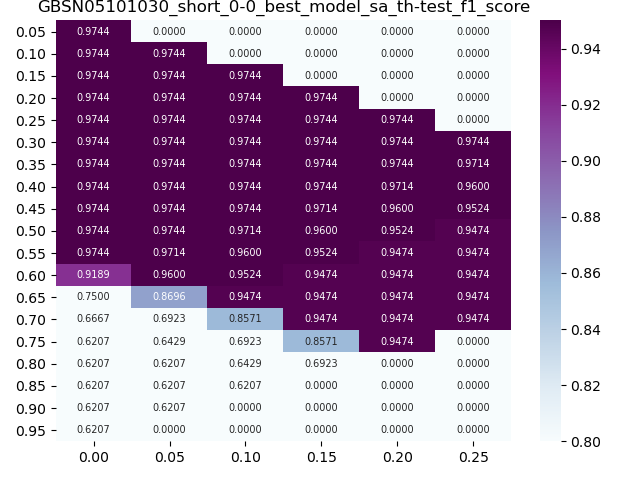 GBSN05101030_short_0-0_best_model_sa_th-test_f1_score
0.05 0.9744 0.0000 0.0000 0.0000 0.0000 0.0000
0.10 0.9744 0.9744 0.0000 0.0000 0.0000 0.0000
0.15 0.9744 0.9744 0.9744 0.0000 0.0000 0.0000
0.20 0.9744 0.9744 0.9744 0.9744 0.0000 0.0000
0.25 0.9744 0.9744 0.9744 0.9744 0.9744 0.0000
0.30 0.9744 0.9744 0.9744 0.9744 0.9744 0.9744
0.35 0.9744 0.9744 0.9744 0.9744 0.9744 0.9714
0.40 0.9744 0.9744 0.9744 0.9744 0.9714 0.9600
0.45 0.9744 0.9744 0.9744 0.9714 0.9600 0.9524
0.50 0.9744 0.9744 0.9714 0.9600 0.9524 0.9474
0.55 0.9744 0.9714 0.9600 0.9524 0.9474 0.9474
0.60 0.9189 0.9600 0.9524 0.9474 0.9474 0.9474
0.65 0.7500 0.8696 0.9474 0.9474 0.9474 0.9474
0.70 0.6667 0.6923 0.8571 0.9474 0.9474 0.9474
0.75 0.6207 0.6429 0.6923 0.8571 0.9474 0.0000
0.80 0.6207 0.6207 0.6429 0.6923 0.0000 0.0000
0.85 0.6207 0.6207 0.6207 0.0000 0.0000 0.0000
0.90 0.6207 0.6207 0.0000 0.0000 0.0000 0.0000
0.95 0.6207 0.0000 0.0000 0.0000 0.0000 0.0000
0.00 0.05 0.10 0.15 0.20 0.25
0.94
0.92
0.90
0.88
0.86
0.84
0.82
0.80